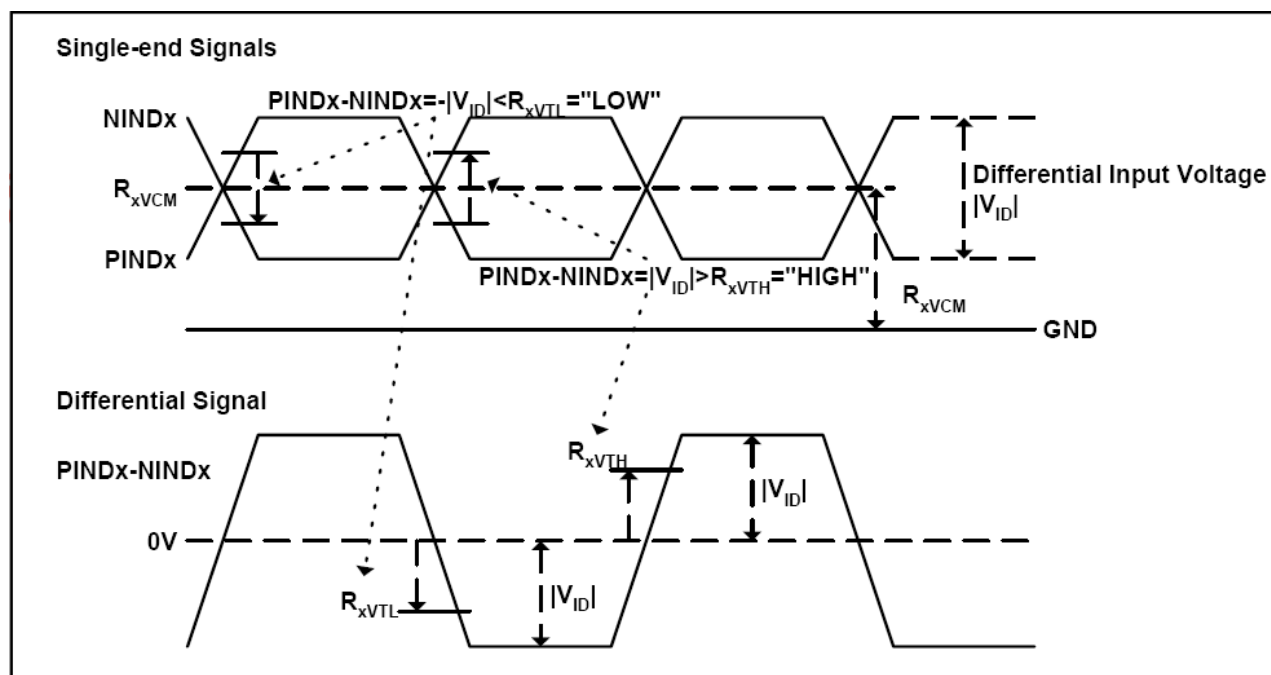 Single-end Signals
PINDx-NINDx=-|VID|<RxVTL="LOW"
NINDx
RxVCM
Differential Input Voltage
|VID|
PINDx
PINDx-NINDx=|VID|>RxVTH="HIGH"
RxVCM
GND
Differential Signal
RxVTH
PINDx-NINDx
|VID|
0V
RxVTL
|VID|